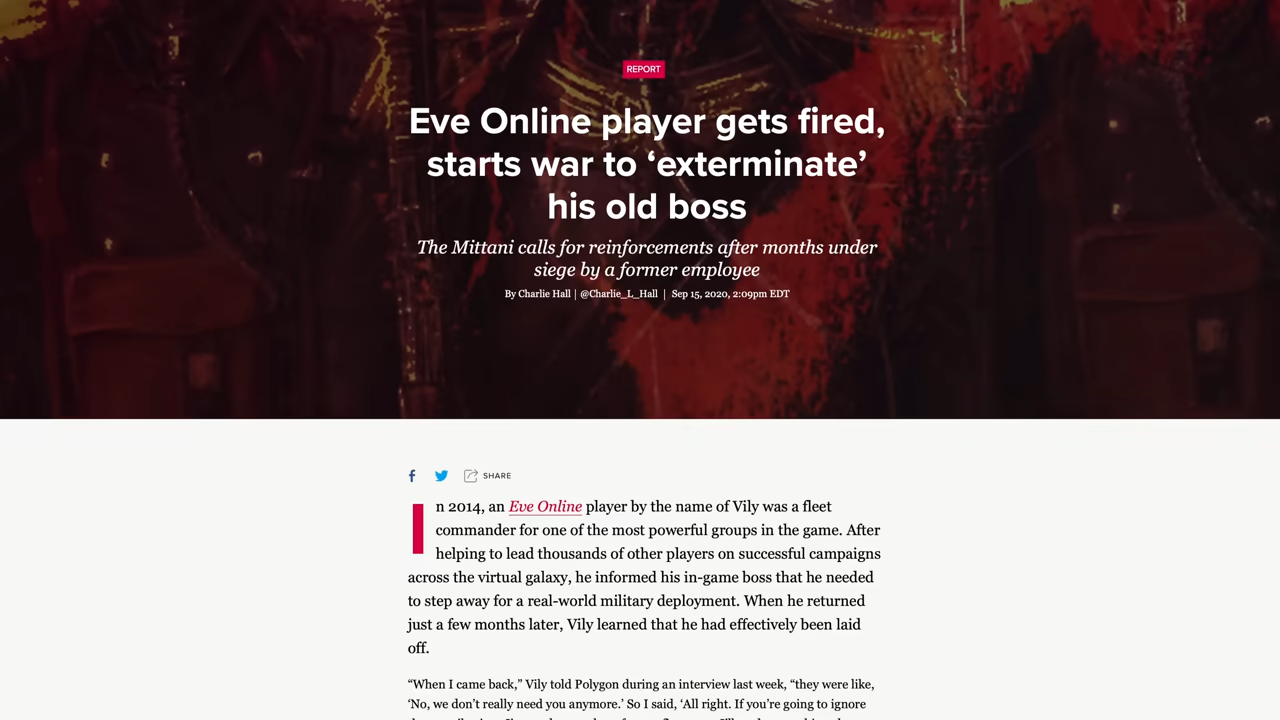 REPORT
Eve Online player gets fired,
starts war to ‘exterminate’
his old boss
The Mittani calls for reinforcements after months under
siege by a former employee
By Charlie Hall | @Charlie_L_Hall | Sep 15, 2020, 2:09pm EDT
SHARE
In 2014, an Eve Online player by the name of Vily was a fleet
commander for one of the most powerful groups in the game. After
helping to lead thousands of other players on successful campaigns
across the virtual galaxy, he informed his in-game boss that he needed
to step away for a real-world military deployment. When he returned
just a few months later, Vily learned that he had effectively been laid
off.
“When I came back,” Vily told Polygon during an interview last week, “they were like,
‘No, we don’t really need you anymore.’ So I said, ‘All right. If you’re going to ignore